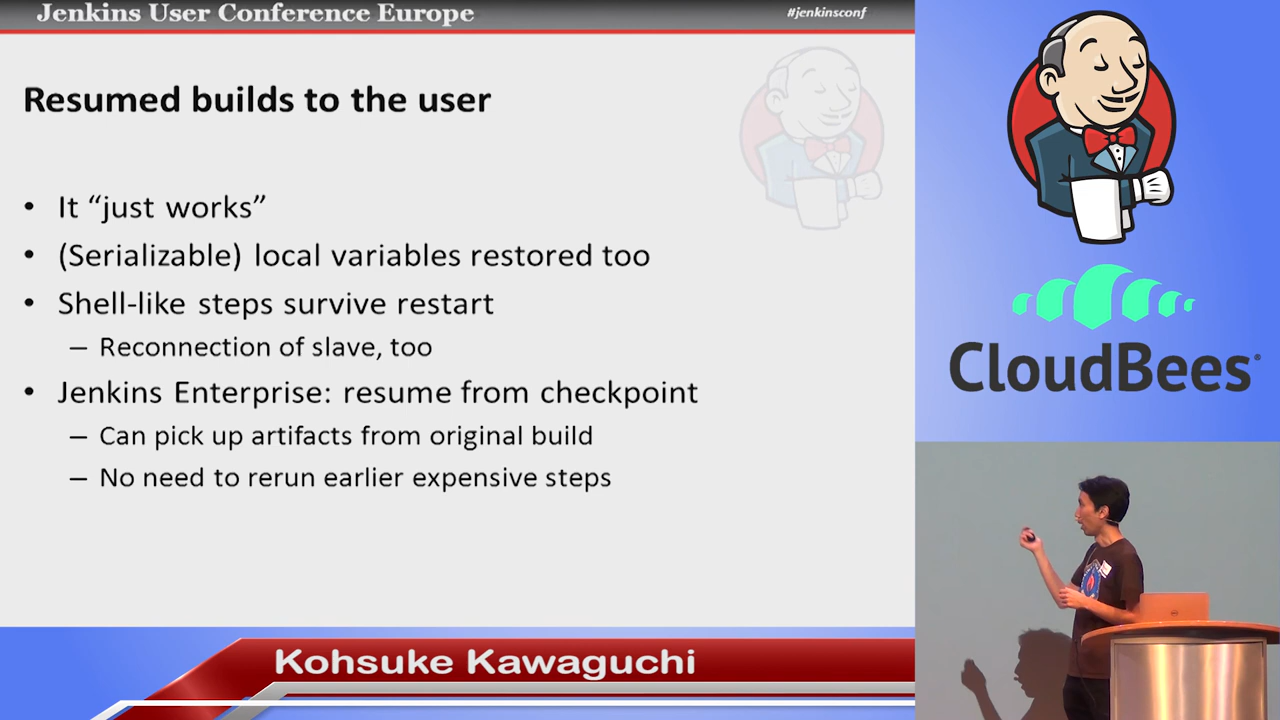 Jenkins User Conference Europe
#jenkinsconf
Resumed builds to the user
• It “just works”
• (Serializable) local variables restored too
• Shell-like steps survive restart
– Reconnection of slave, too
• Jenkins Enterprise: resume from checkpoint
– Can pick up artifacts from original build
– No need to rerun earlier expensive steps
CloudBees®
Kohsuke Kawaguchi